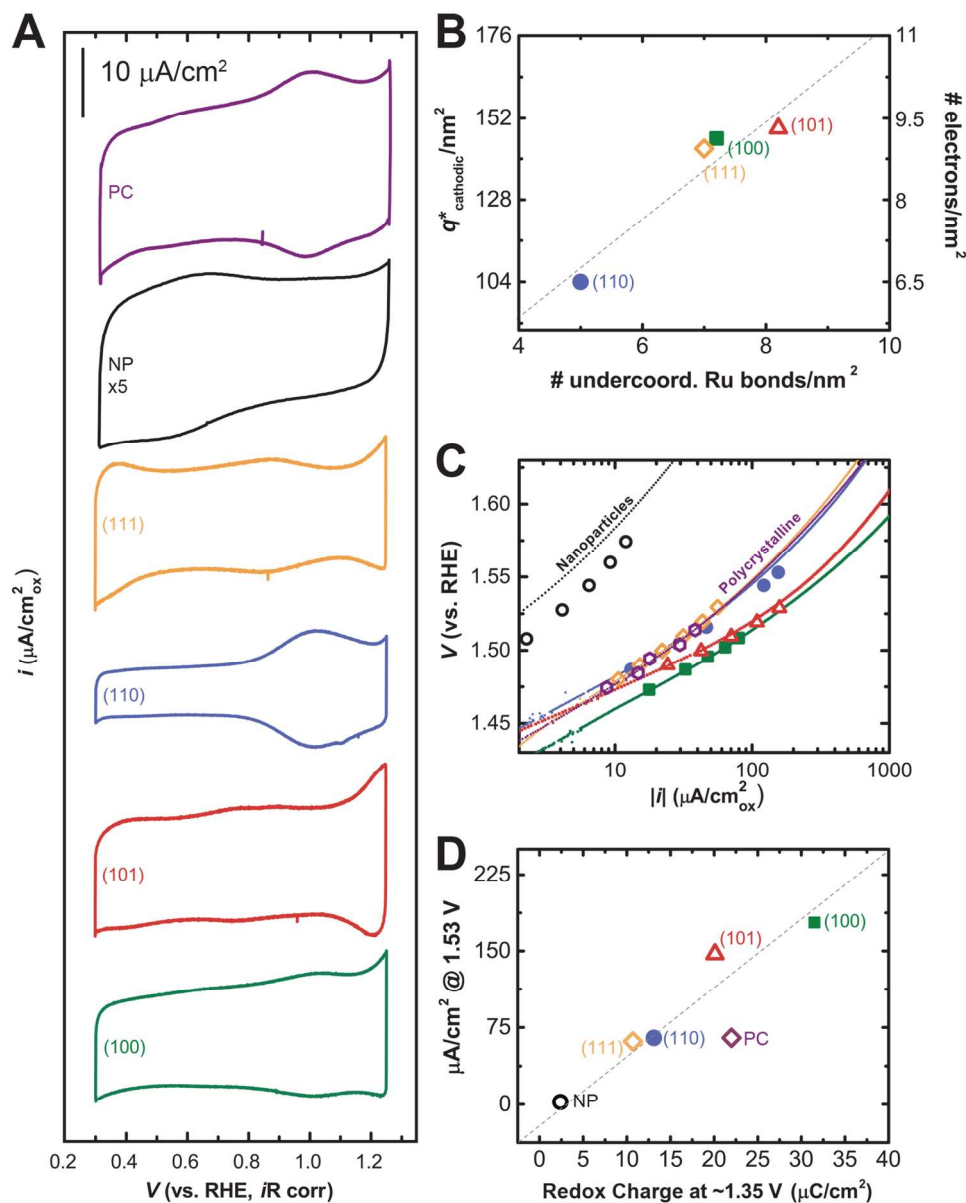 A
10 μA/cm²
PC
NP
x5
(111)
(110)
(101)
(100)
i (μA/cm²ox)
0.2 0.4 0.6 0.8 1.0 1.2
V (vs. RHE, iR corr)
B
176
152
128
104
q*cathodic/nm²
11
9.5
8
6.5
# electrons/nm²
(101)
(100)
(111)
(110)
4 6 8 10
# undercoord. Ru bonds/nm²
C
1.60
1.55
1.50
1.45
V (vs. RHE)
Nanoparticles
Polycrystalline
10 100 1000
|i| (μA/cm²ox)
D
225
150
75
0
μA/cm² @ 1.53 V
(101)
(100)
(111)
(110)
PC
NP
0 5 10 15 20 25 30 35 40
Redox Charge at ~1.35 V (μC/cm²)